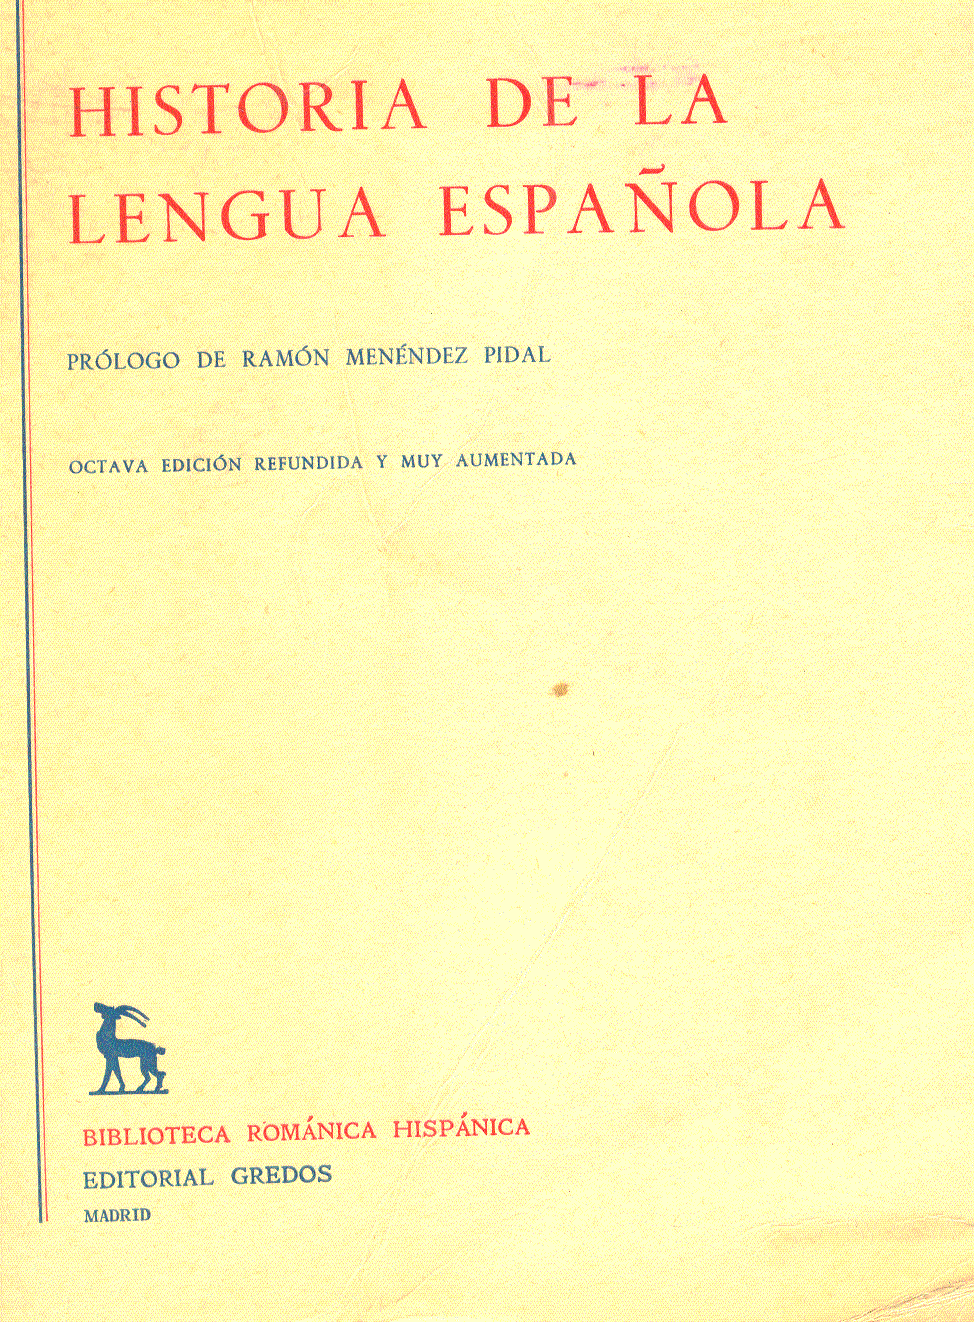 HISTORIA DE LA
LENGUA ESPAÑOLA
PRÓLOGO DE RAMÓN MENÉNDEZ PIDAL
OCTAVA EDICIÓN REFUNDIDA Y MUY AUMENTADA
BIBLIOTECA ROMÁNICA HISPÁNICA
EDITORIAL GREDOS
MADRID